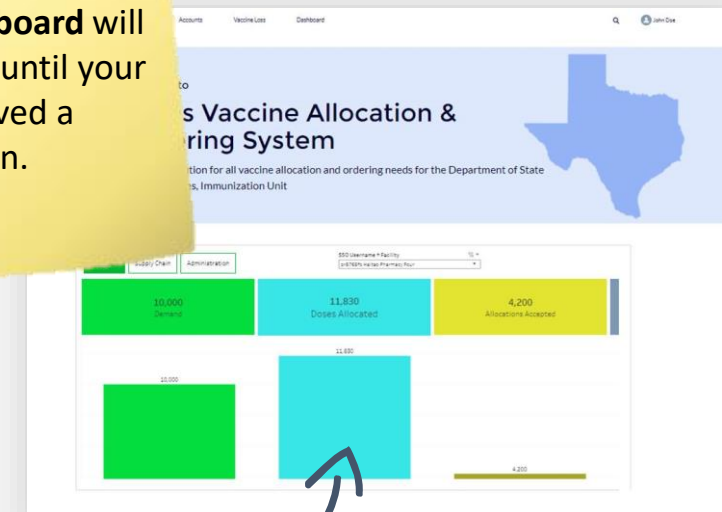 board will
until your
ved a
n.
Accounts Vaccine Loss Dashboard John Doe
to
s Vaccine Allocation &
ring System
ution for all vaccine allocation and ordering needs for the Department of State
es, Immunization Unit
Supply Chain Administration
SSO Username * Facility
10,000 11,830 4,200
Demand Doses Allocated Allocations Accepted
11,830
10,000
4,200